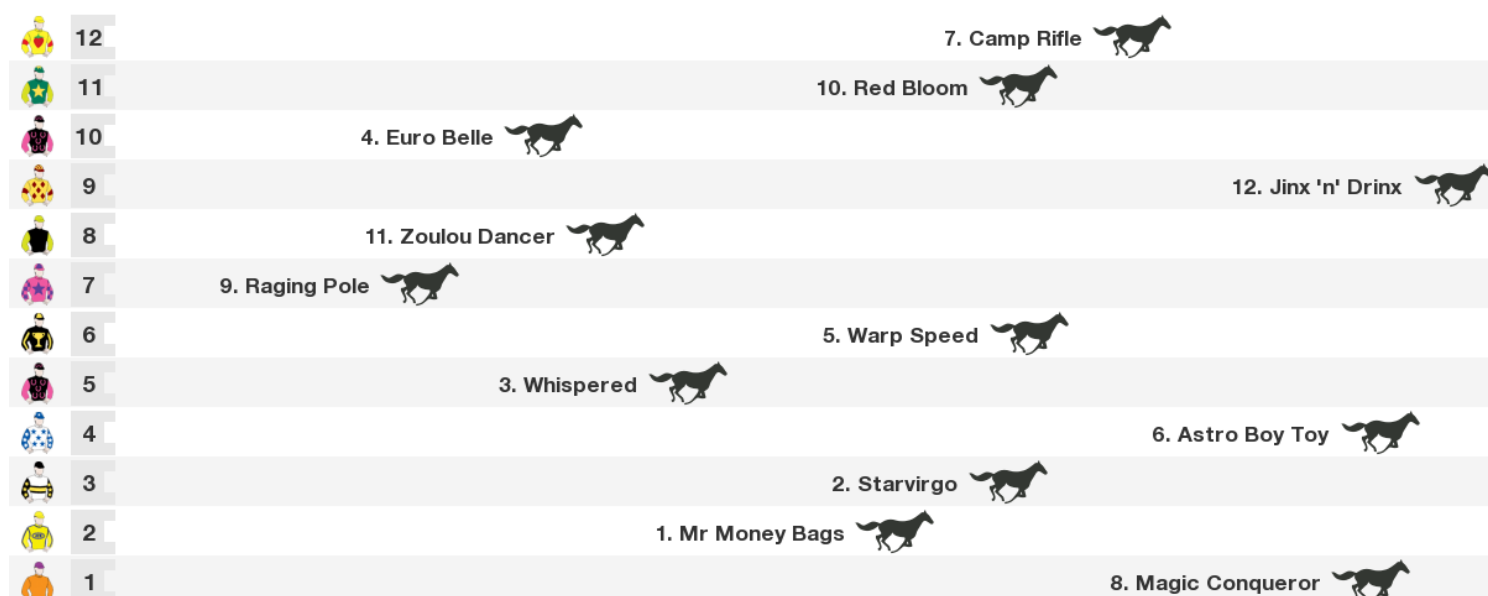 12 7. Camp Rifle
11 10. Red Bloom
10 4. Euro Belle
9 12. Jinx 'n' Drinx
8 11. Zoulou Dancer
7 9. Raging Pole
6 5. Warp Speed
5 3. Whispered
4 6. Astro Boy Toy
3 2. Starvirgo
2 1. Mr Money Bags
1 8. Magic Conqueror